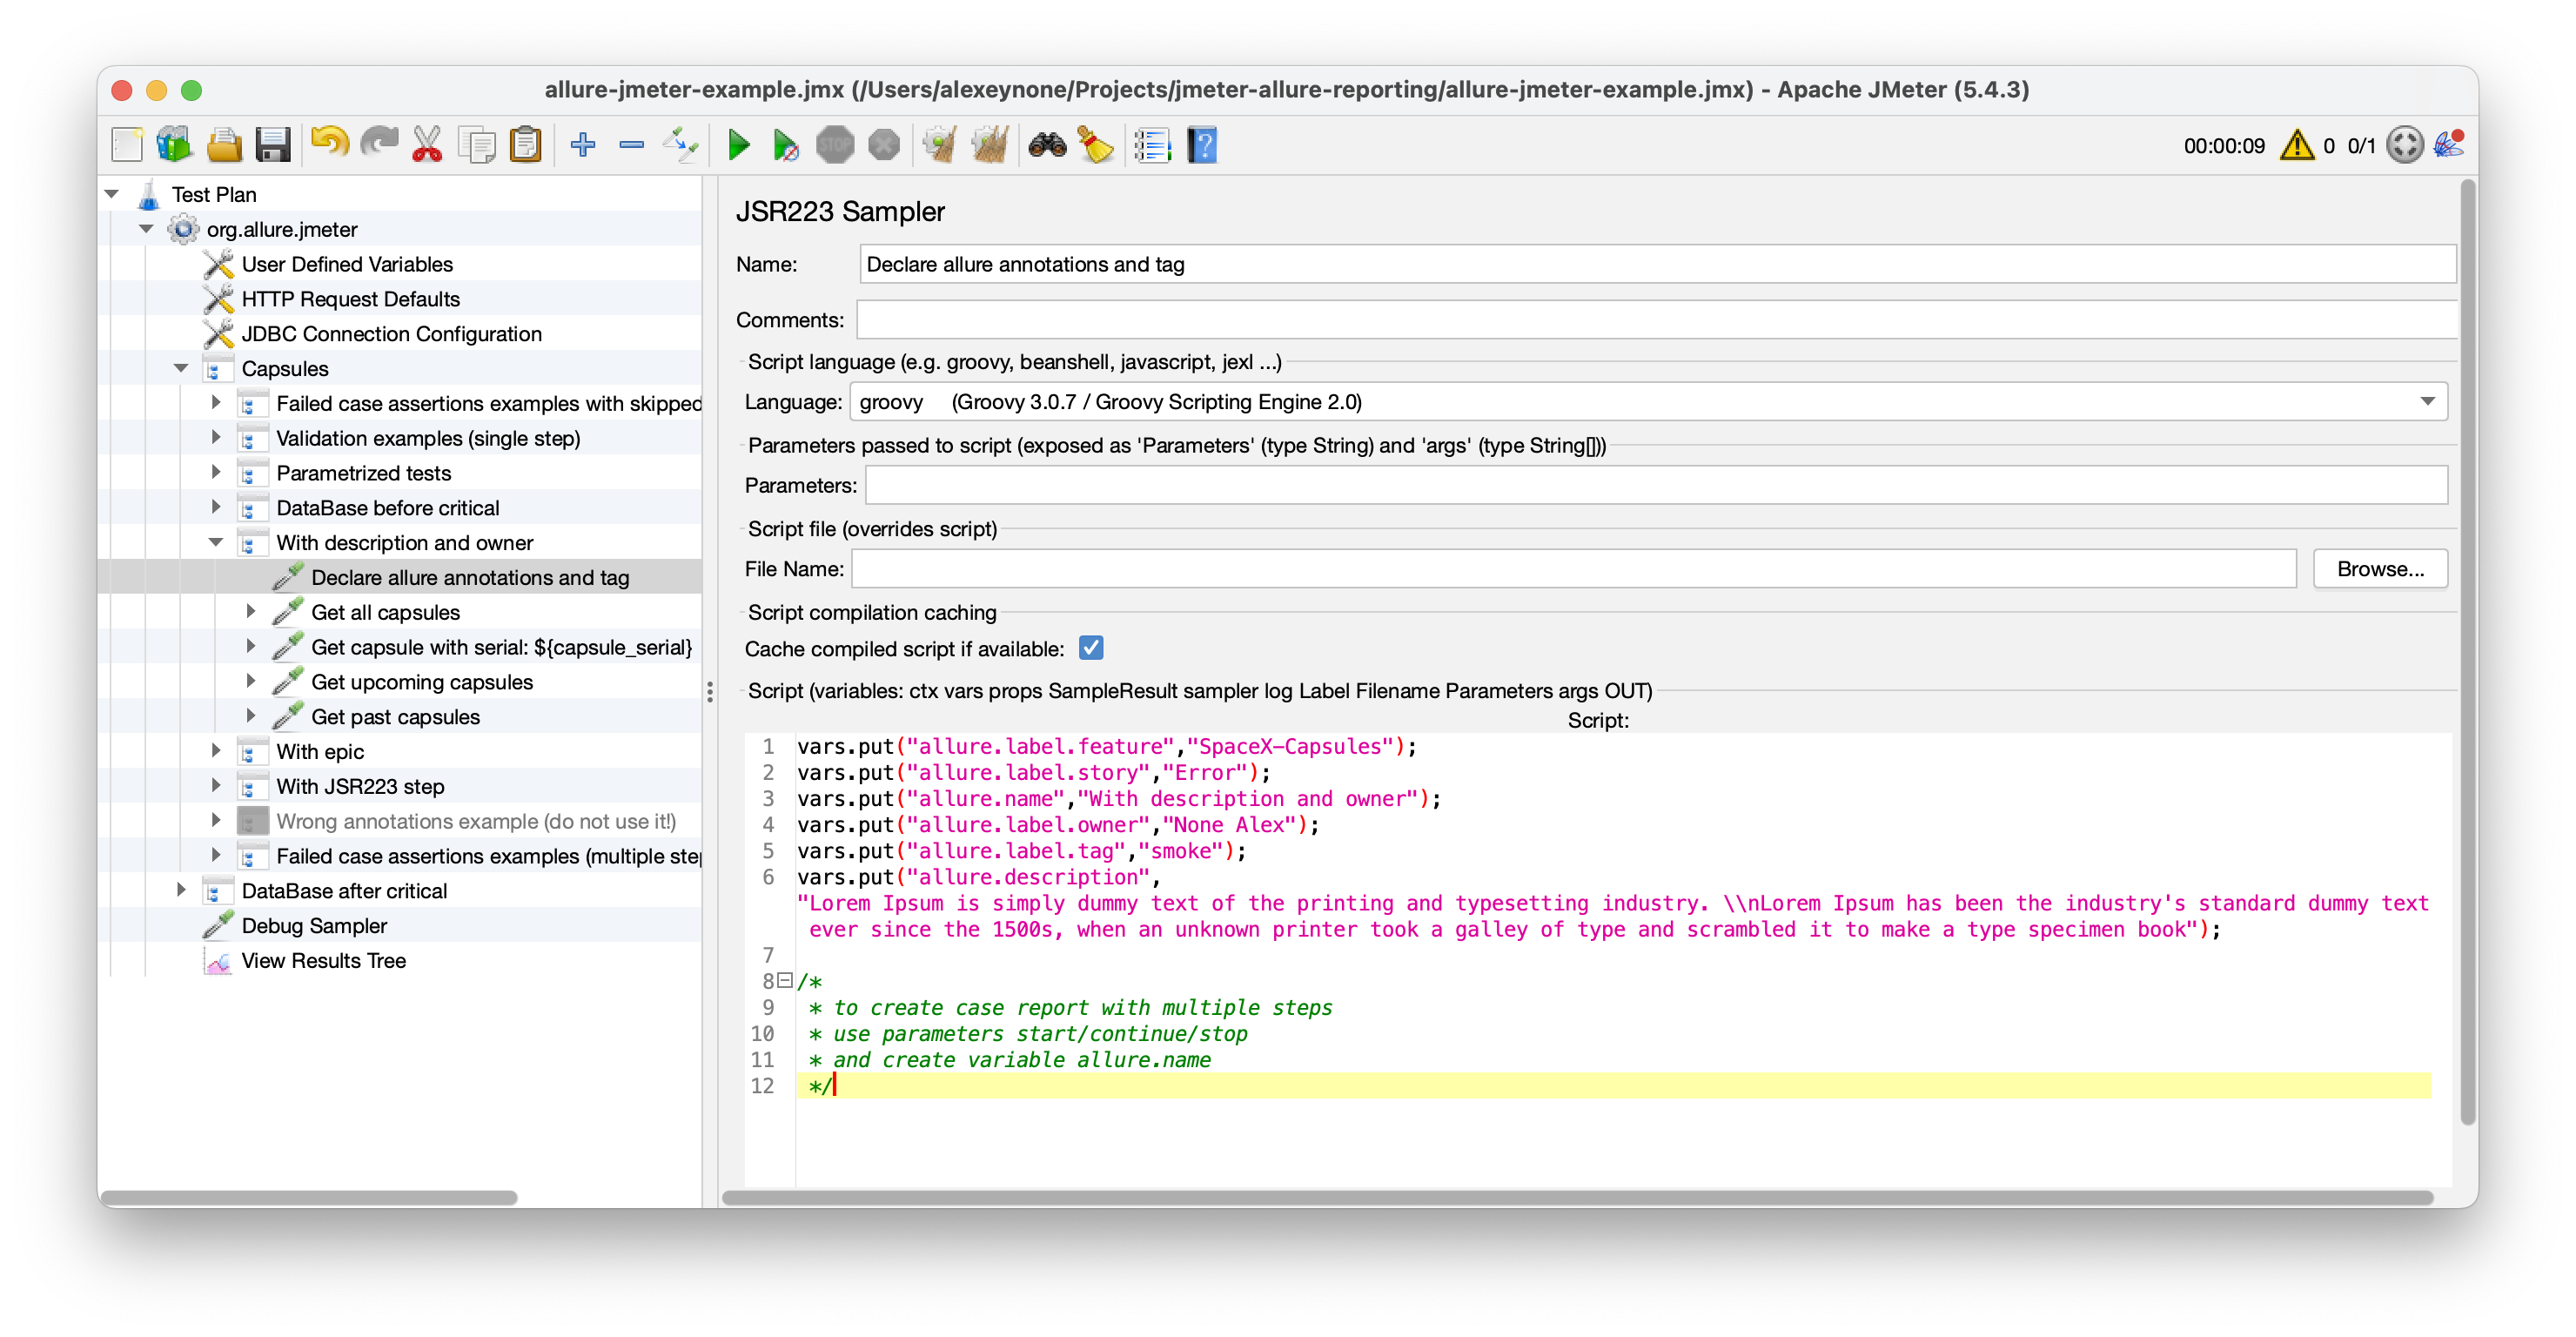 allure-jmeter-example.jmx (/Users/alexeynone/Projects/jmeter-allure-reporting/allure-jmeter-example.jmx) - Apache JMeter (5.4.3)
STOP
00:00:09
0 0/1
Test Plan
org.allure.jmeter
User Defined Variables
HTTP Request Defaults
JDBC Connection Configuration
Capsules
Failed case assertions examples with skipped
Validation examples (single step)
Parametrized tests
DataBase before critical
With description and owner
Declare allure annotations and tag
Get all capsules
Get capsule with serial: ${capsule_serial}
Get upcoming capsules
Get past capsules
With epic
With JSR223 step
Wrong annotations example (do not use it!)
Failed case assertions examples (multiple step
DataBase after critical
Debug Sampler
View Results Tree
JSR223 Sampler
Name: Declare allure annotations and tag
Comments:
Script language (e.g. groovy, beanshell, javascript, jexl ...)
Language: groovy (Groovy 3.0.7 / Groovy Scripting Engine 2.0)
Parameters passed to script (exposed as 'Parameters' (type String) and 'args' (type String[]))
Parameters:
Script file (overrides script)
File Name: Browse...
Script compilation caching
Cache compiled script if available:
Script (variables: ctx vars props SampleResult sampler log Label Filename Parameters args OUT)
Script:
1 vars.put("allure.label.feature","SpaceX-Capsules");
2 vars.put("allure.label.story","Error");
3 vars.put("allure.name","With description and owner");
4 vars.put("allure.label.owner","None Alex");
5 vars.put("allure.label.tag","smoke");
6 vars.put("allure.description",
"Lorem Ipsum is simply dummy text of the printing and typesetting industry. \\nLorem Ipsum has been the industry's standard dummy text
ever since the 1500s, when an unknown printer took a galley of type and scrambled it to make a type specimen book");
7
8 /*
9 * to create case report with multiple steps
10 * use parameters start/continue/stop
11 * and create variable allure.name
12 */